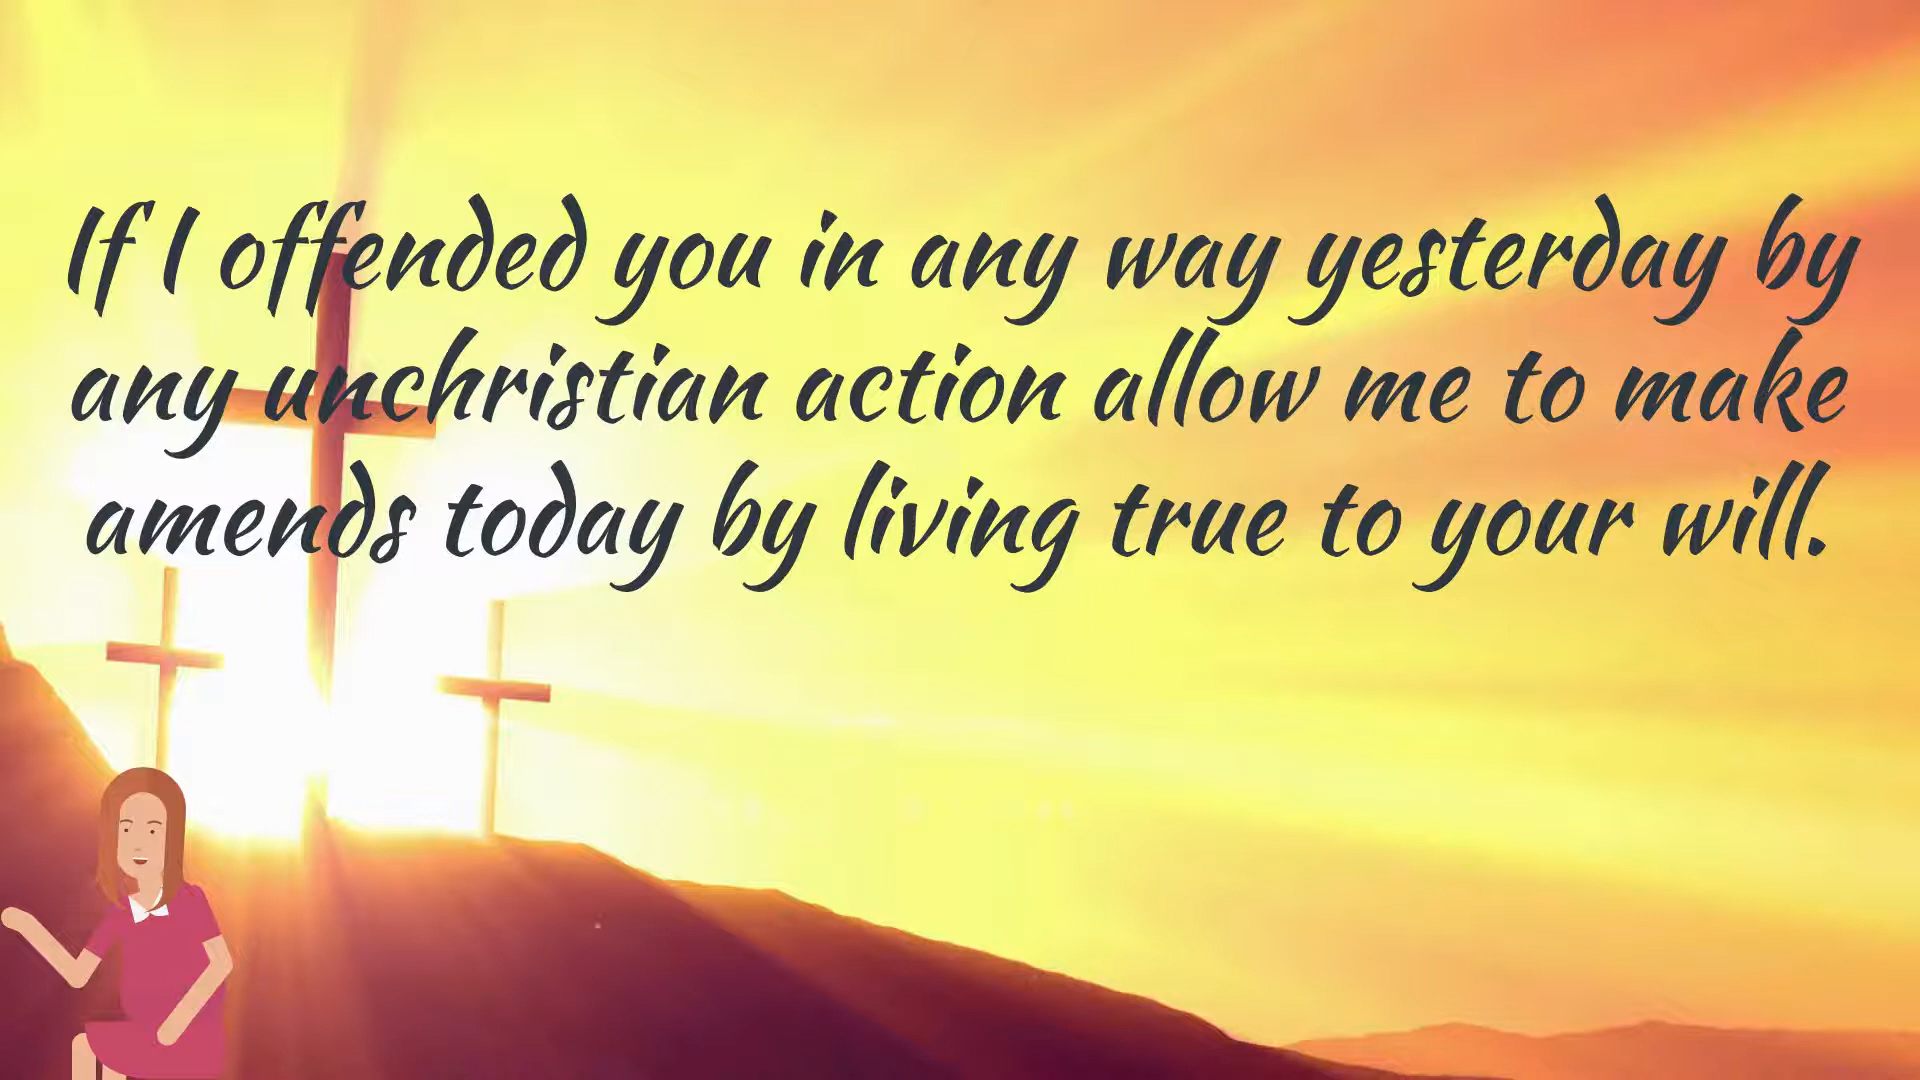 If I offended you in any way yesterday by
any unchristian action allow me to make
amends today by living true to your will.